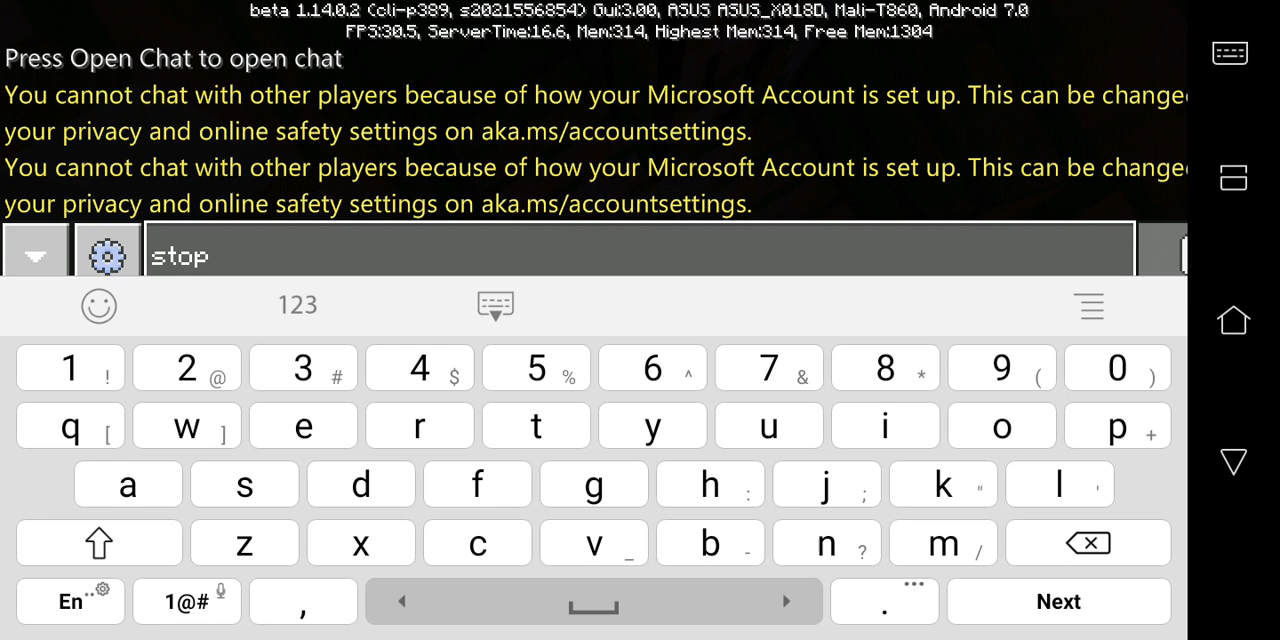 beta 1.14.0.2 (cli-p389, s2021556854) Gui:3.00, ASUS ASUS_X018D, Mali-T860, Android 7.0
FPS:30.5, ServerTime:16.6, Mem:314, Highest Mem:314, Free Mem:1304
Press Open Chat to open chat
You cannot chat with other players because of how your Microsoft Account is set up. This can be change
your privacy and online safety settings on aka.ms/accountsettings.
You cannot chat with other players because of how your Microsoft Account is set up. This can be change
your privacy and online safety settings on aka.ms/accountsettings.
stop
123
1 ! 2 @ 3 # 4 $ 5 % 6 ^ 7 & 8 * 9 ( 0 )
q [ w ] e r t y u i o p +
a s d f g h : j ; k " l '
z x c v _ b - n ? m /
En 1@# , . Next